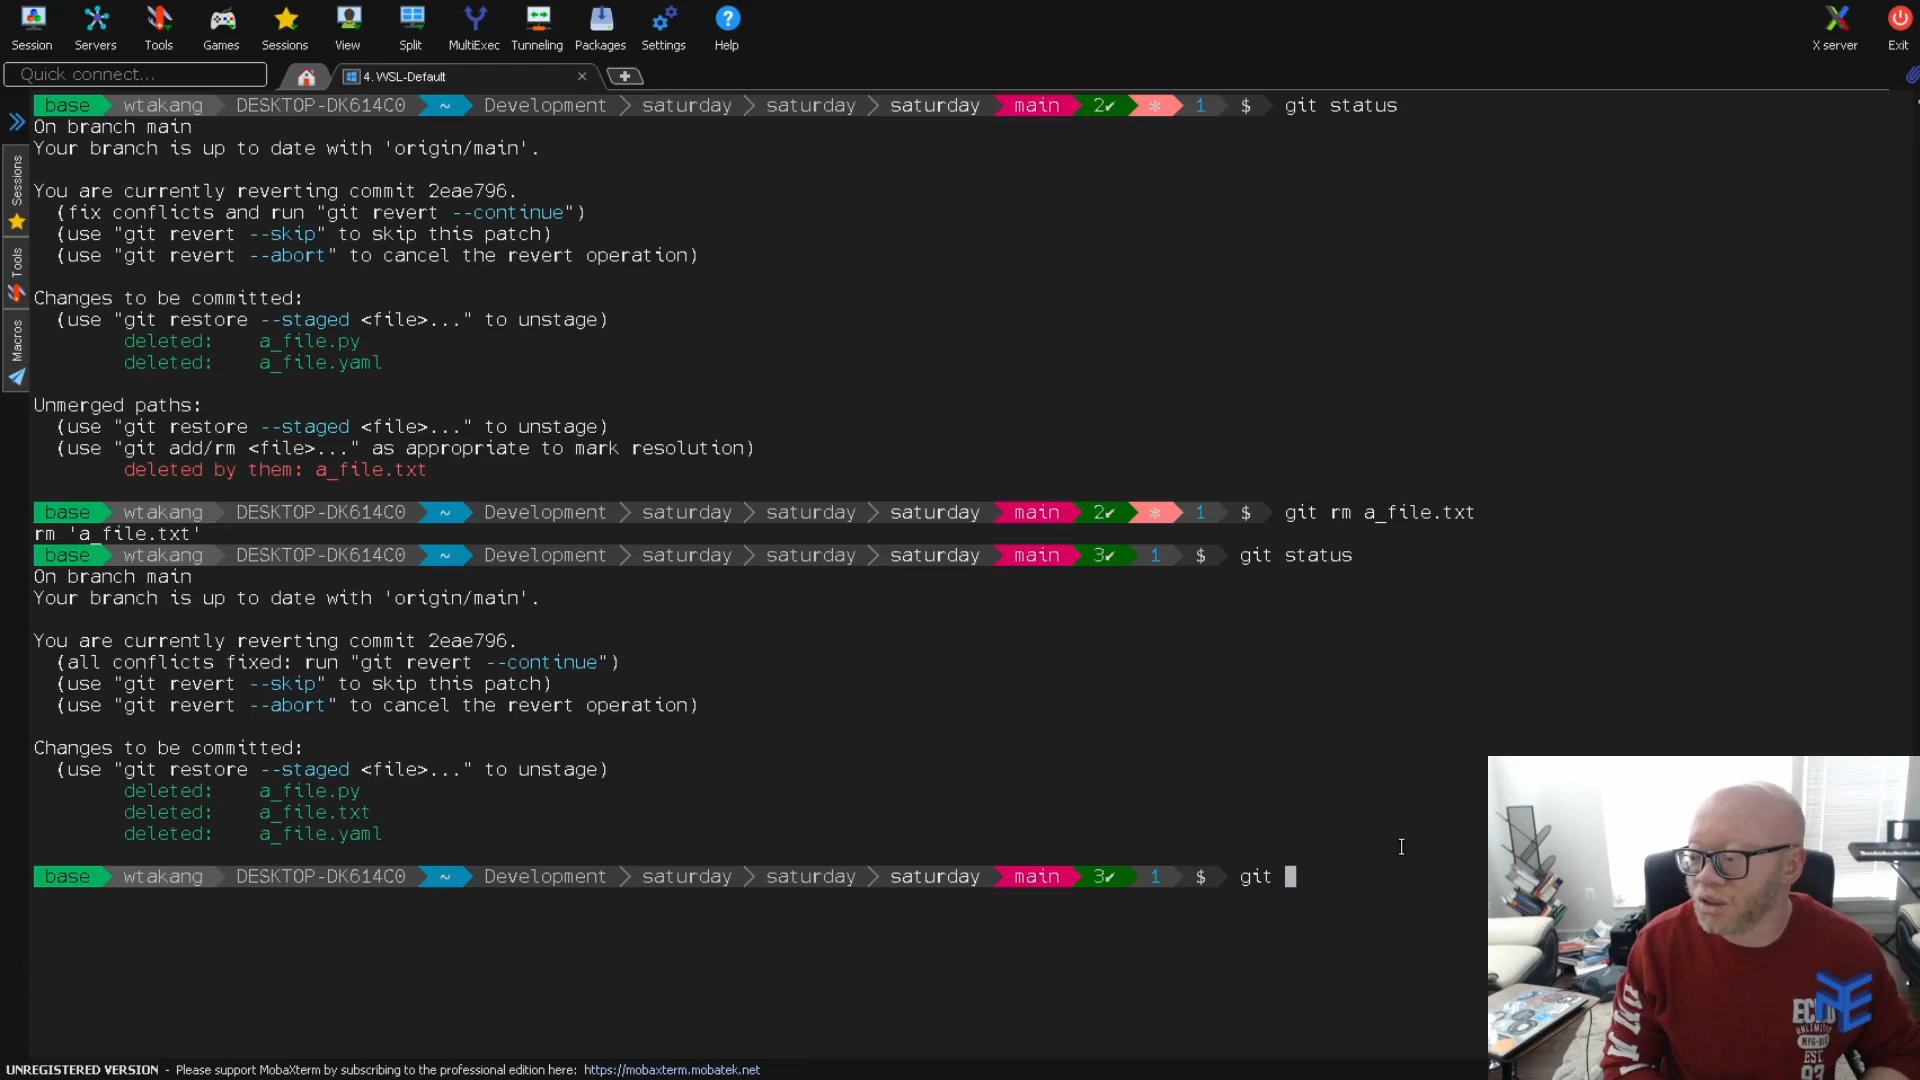 Session Servers Tools Games Sessions View Split MultiExec Tunneling Packages Settings Help X server Exit
Quick connect... 4. WSL-Default
base wtakang DESKTOP-DK614C0 ~ Development saturday saturday saturday main 2✔ * 1 $ git status
On branch main
Your branch is up to date with 'origin/main'.
You are currently reverting commit 2eae796.
(fix conflicts and run "git revert --continue")
(use "git revert --skip" to skip this patch)
(use "git revert --abort" to cancel the revert operation)
Changes to be committed:
(use "git restore --staged <file>..." to unstage)
deleted: a_file.py
deleted: a_file.yaml
Unmerged paths:
(use "git restore --staged <file>..." to unstage)
(use "git add/rm <file>..." as appropriate to mark resolution)
deleted by them: a_file.txt
base wtakang DESKTOP-DK614C0 ~ Development saturday saturday saturday main 2✔ * 1 $ git rm a_file.txt
rm 'a_file.txt'
base wtakang DESKTOP-DK614C0 ~ Development saturday saturday saturday main 3✔ 1 $ git status
On branch main
Your branch is up to date with 'origin/main'.
You are currently reverting commit 2eae796.
(all conflicts fixed: run "git revert --continue")
(use "git revert --skip" to skip this patch)
(use "git revert --abort" to cancel the revert operation)
Changes to be committed:
(use "git restore --staged <file>..." to unstage)
deleted: a_file.py
deleted: a_file.txt
deleted: a_file.yaml
base wtakang DESKTOP-DK614C0 ~ Development saturday saturday saturday main 3✔ 1 $ git
Sessions
Tools
Macros
UNLIMITED
EST
93
UNREGISTERED VERSION - Please support MobaXterm by subscribing to the professional edition here: https://mobaxterm.mobatek.net